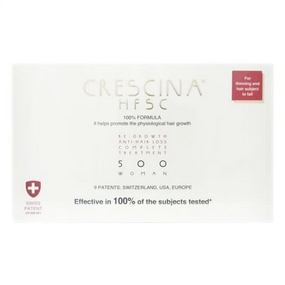 CRESCINA®
HFSC
100% FORMULA
It helps promote the physiological hair growth
RE-GROWTH
ANTI-HAIR LOSS
COMPLETE
TREATMENT
500
WOMAN
9 PATENTS: SWITZERLAND, USA, EUROPE
Effective in 100% of the subjects tested*
For
thinning and
hair subject
to fall
SWISS
PATENT